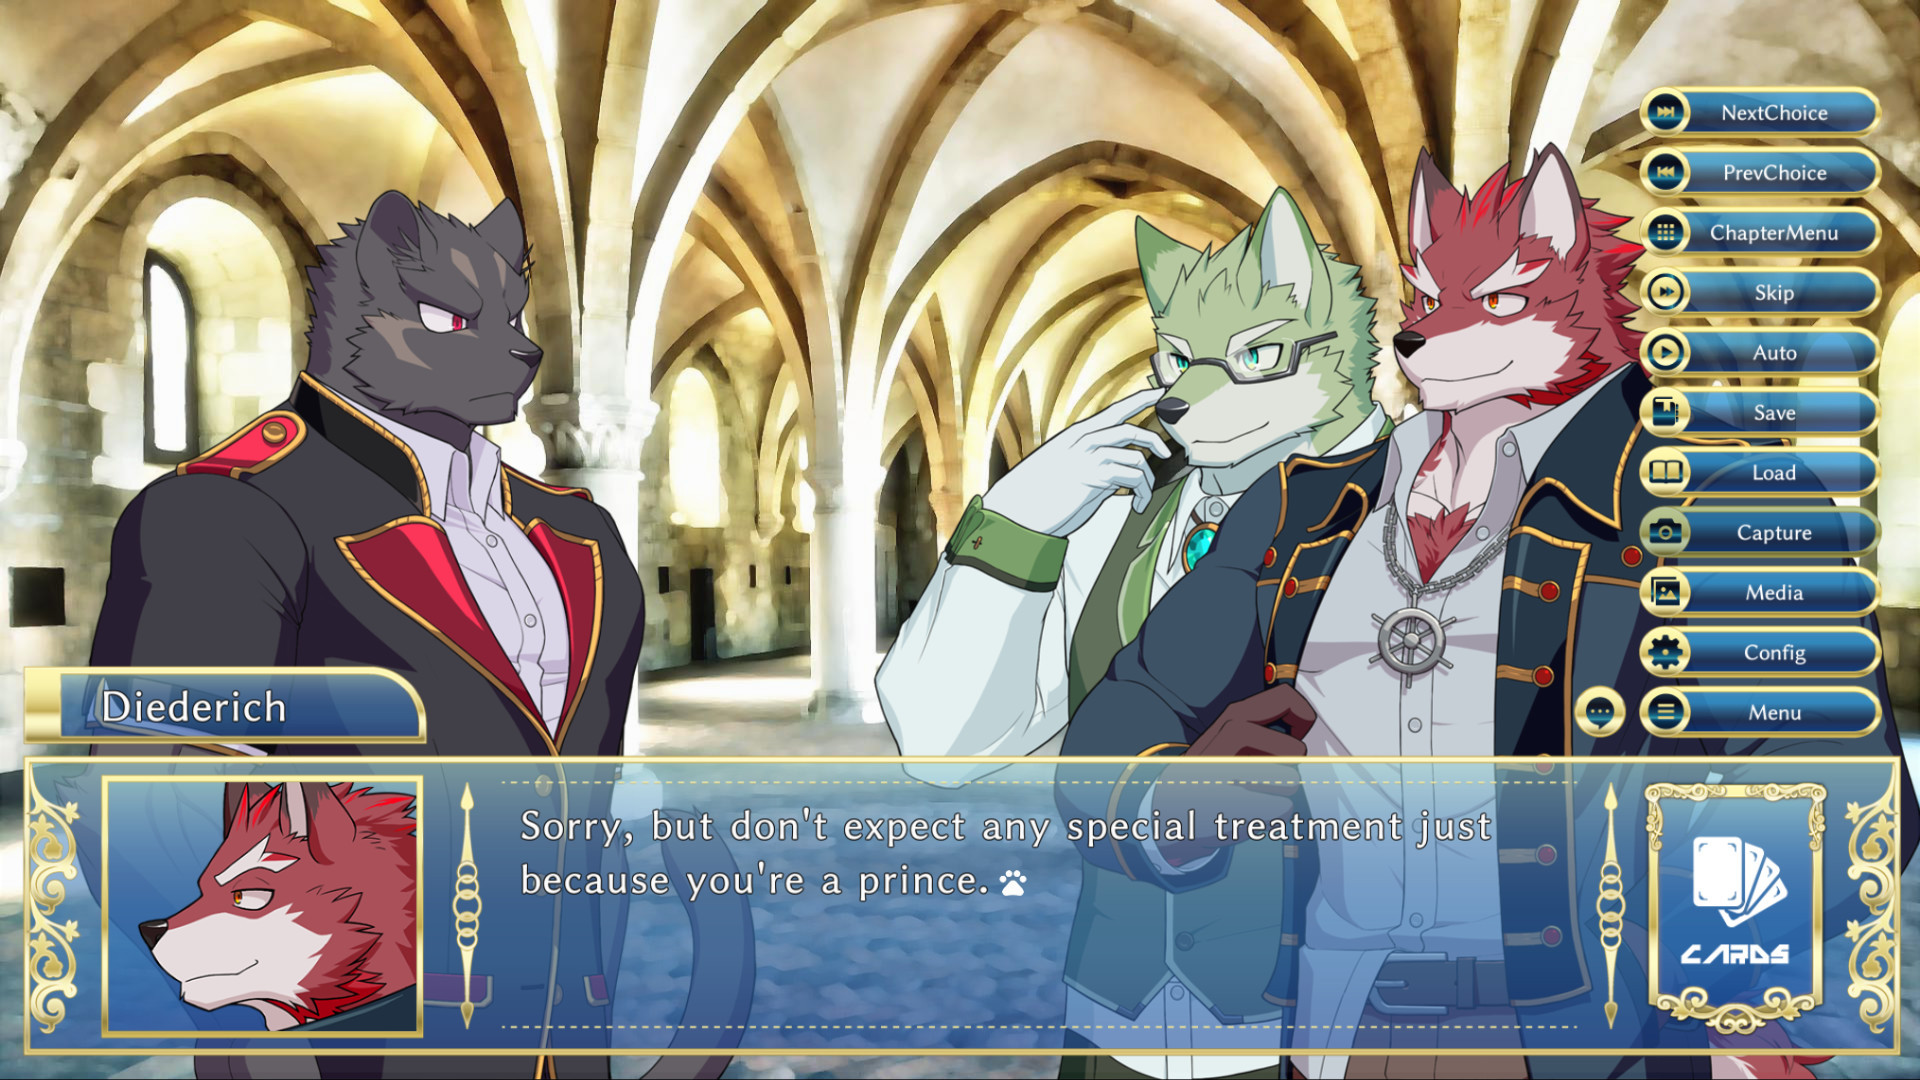 NextChoice
PrevChoice
ChapterMenu
Skip
Auto
Save
Load
Capture
Media
Config
Menu
Diederich
Sorry, but don't expect any special treatment just
because you're a prince.
CARDS